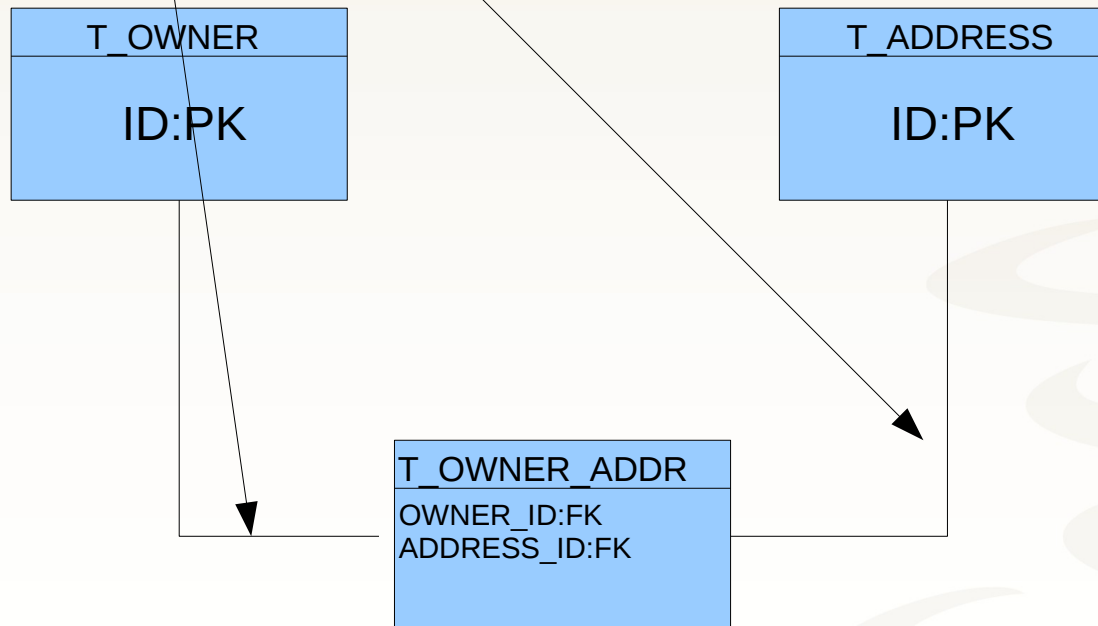 T_OWNER
ID:PK
T_ADDRESS
ID:PK
T_OWNER_ADDR
OWNER_ID:FK
ADDRESS_ID:FK